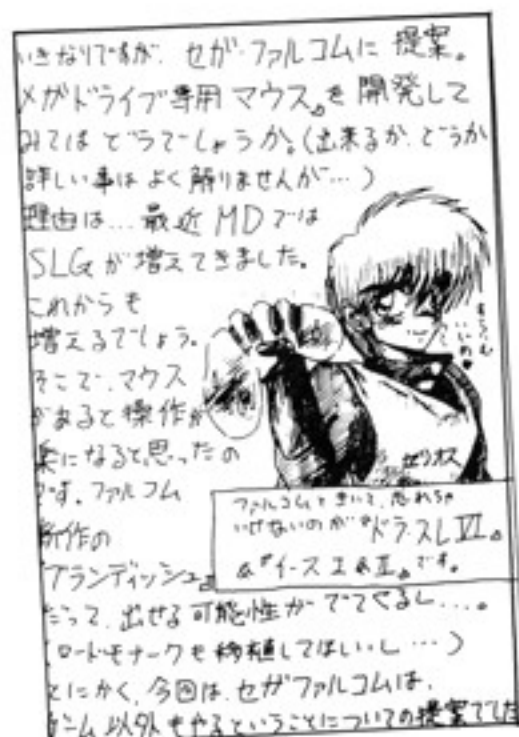 いきなりですが、セガ・ファルコムに提案。
メガドライブ専用マウス。を開発して
みてはどうでしょうか。(出来るか、どうか
詳しい事はよく解りませんが…)
理由は…最近MDでは
SLGが増えてきました。
これからも
増えるでしょう。
そこで、マウス
があると操作が
楽になると、思ったの
です。ファルコム
新作の
ブランディッシュ。
だって、出せる可能性がでてくるし…。
(ロードモナークも移植してほしいし…)
とにかく、今回は、セガファルコムは、
ゲーム以外もやるということについての提案でした
いいの♥
ゼリオス
ファルコムときいて、忘れちゃ
いけないのが"ドラスレVI。
&"イースI&II。です。